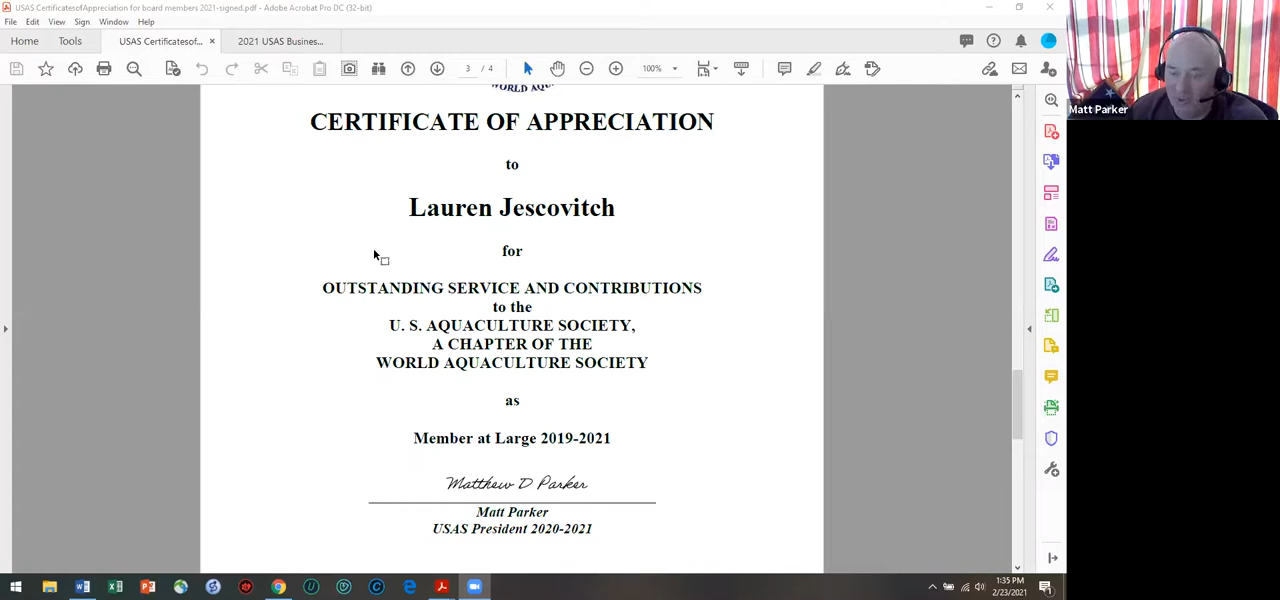 USAS CertificatesofAppreciation for board members 2021-signed.pdf - Adobe Acrobat Pro DC (32-bit)
File Edit View Sign Window Help
Home Tools USAS Certificatesof... × 2021 USAS Busines...
3 / 4 100%
WORLD AQU
CERTIFICATE OF APPRECIATION
to
Lauren Jescovitch
for
OUTSTANDING SERVICE AND CONTRIBUTIONS
to the
U. S. AQUACULTURE SOCIETY,
A CHAPTER OF THE
WORLD AQUACULTURE SOCIETY
as
Member at Large 2019-2021
Matthew D Parker
Matt Parker
USAS President 2020-2021
Matt Parker
1:35 PM
2/23/2021